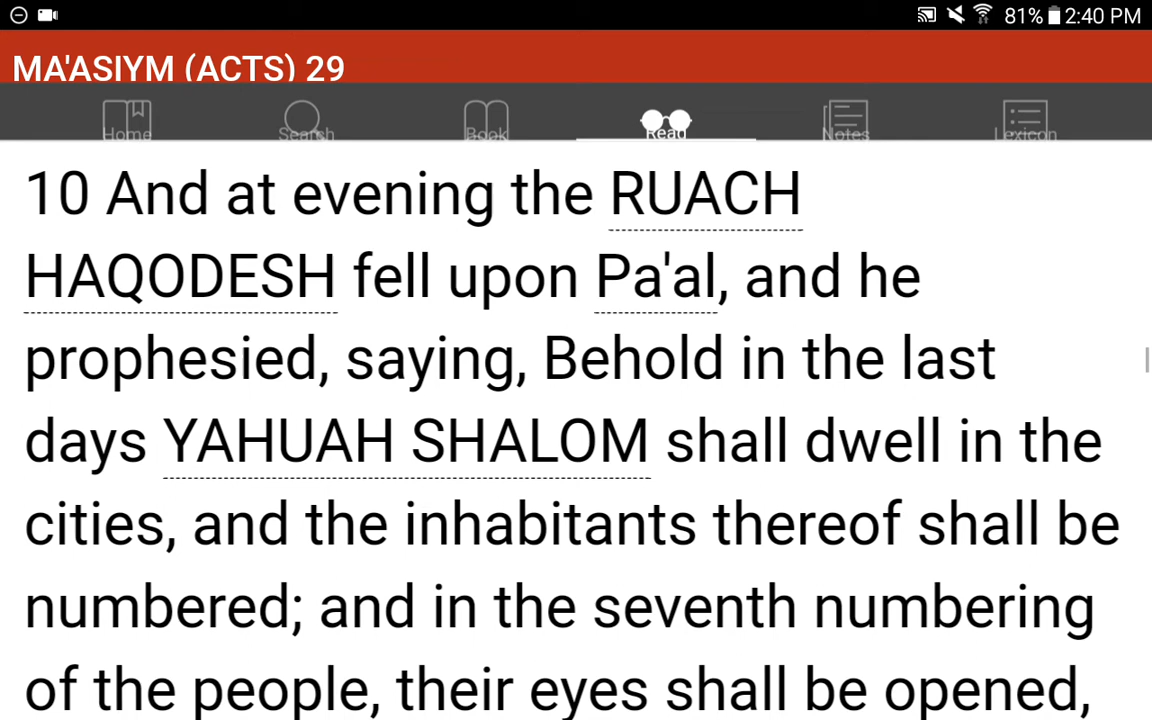 81% 2:40 PM
MA'ASIYM (ACTS) 29
Home Search Book Read Notes Lexicon
10 And at evening the RUACH
HAQODESH fell upon Pa'al, and he
prophesied, saying, Behold in the last
days YAHUAH SHALOM shall dwell in the
cities, and the inhabitants thereof shall be
numbered; and in the seventh numbering
of the people, their eyes shall be opened,